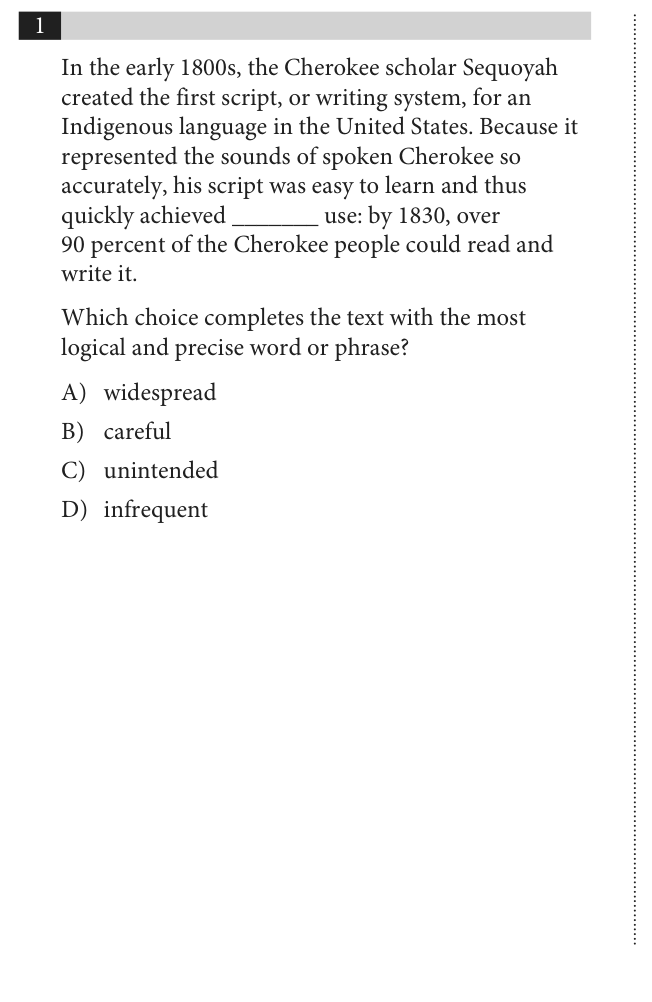 1
In the early 1800s, the Cherokee scholar Sequoyah
created the first script, or writing system, for an
Indigenous language in the United States. Because it
represented the sounds of spoken Cherokee so
accurately, his script was easy to learn and thus
quickly achieved _______ use: by 1830, over
90 percent of the Cherokee people could read and
write it.
Which choice completes the text with the most
logical and precise word or phrase?
A) widespread
B) careful
C) unintended
D) infrequent